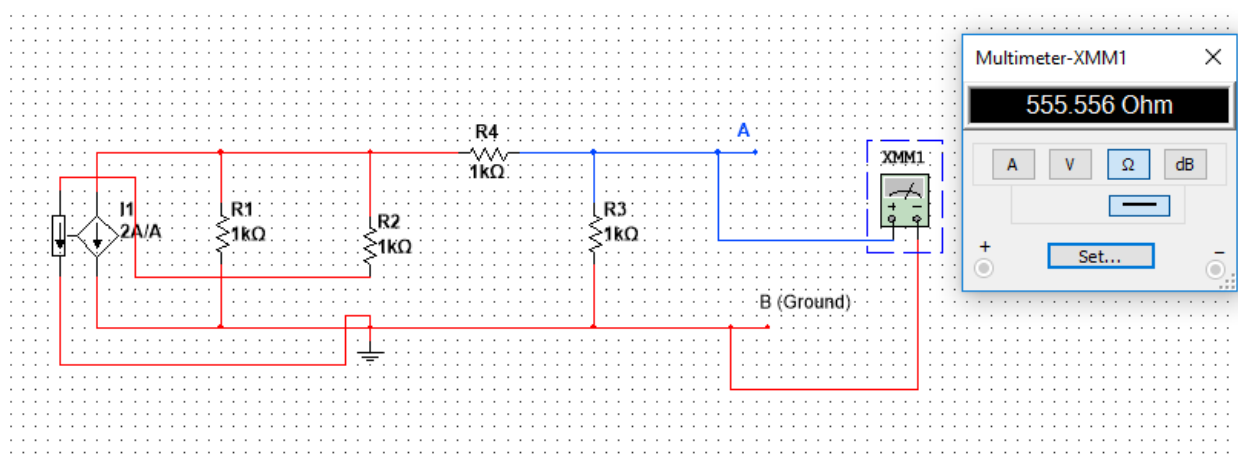 Multimeter-XMM1
555.556 Ohm
A
V
Ω
dB
+
Set...
−
R4
1kΩ
A
XMM1
+ −
I1
2A/A
R1
1kΩ
R2
1kΩ
R3
1kΩ
B (Ground)